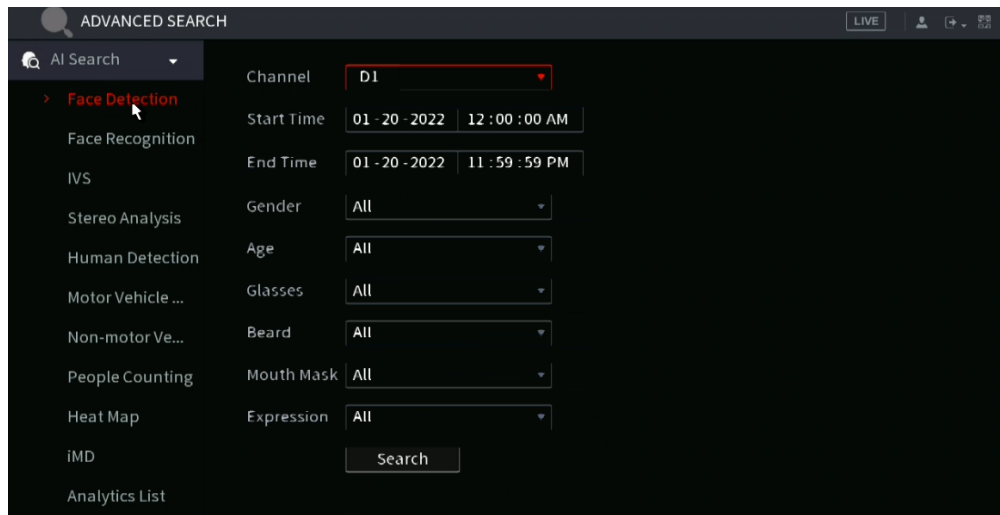 ADVANCED SEARCH
LIVE
AI Search
> Face Detection
Face Recognition
IVS
Stereo Analysis
Human Detection
Motor Vehicle ...
Non-motor Ve...
People Counting
Heat Map
iMD
Analytics List
Channel D1
Start Time 01 - 20 - 2022 12 : 00 : 00 AM
End Time 01 - 20 - 2022 11 : 59 : 59 PM
Gender All
Age All
Glasses All
Beard All
Mouth Mask All
Expression All
Search